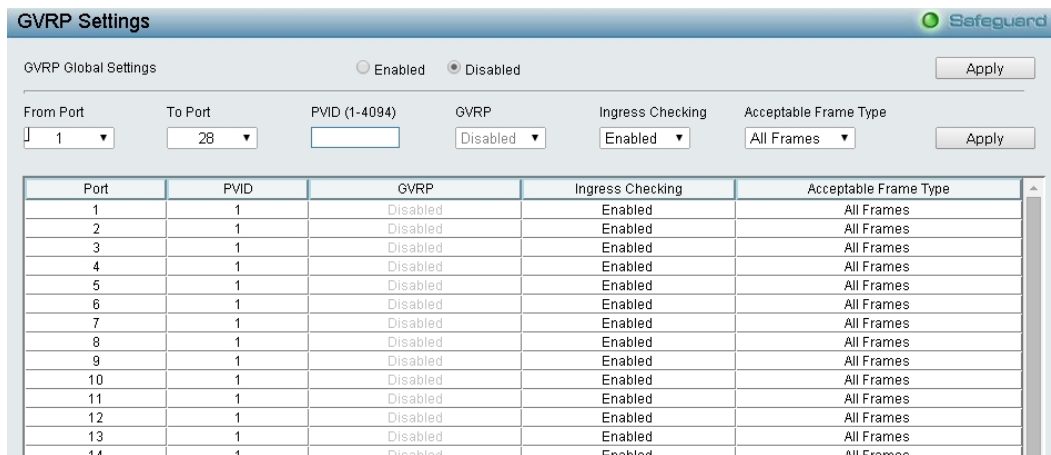 GVRP Settings
Safeguard
GVRP Global Settings Enabled Disabled Apply
From Port To Port PVID (1-4094) GVRP Ingress Checking Acceptable Frame Type
1 28 Disabled Enabled All Frames Apply
Port PVID GVRP Ingress Checking Acceptable Frame Type
1 1 Disabled Enabled All Frames
2 1 Disabled Enabled All Frames
3 1 Disabled Enabled All Frames
4 1 Disabled Enabled All Frames
5 1 Disabled Enabled All Frames
6 1 Disabled Enabled All Frames
7 1 Disabled Enabled All Frames
8 1 Disabled Enabled All Frames
9 1 Disabled Enabled All Frames
10 1 Disabled Enabled All Frames
11 1 Disabled Enabled All Frames
12 1 Disabled Enabled All Frames
13 1 Disabled Enabled All Frames
14 1 Disabled Enabled All Frames